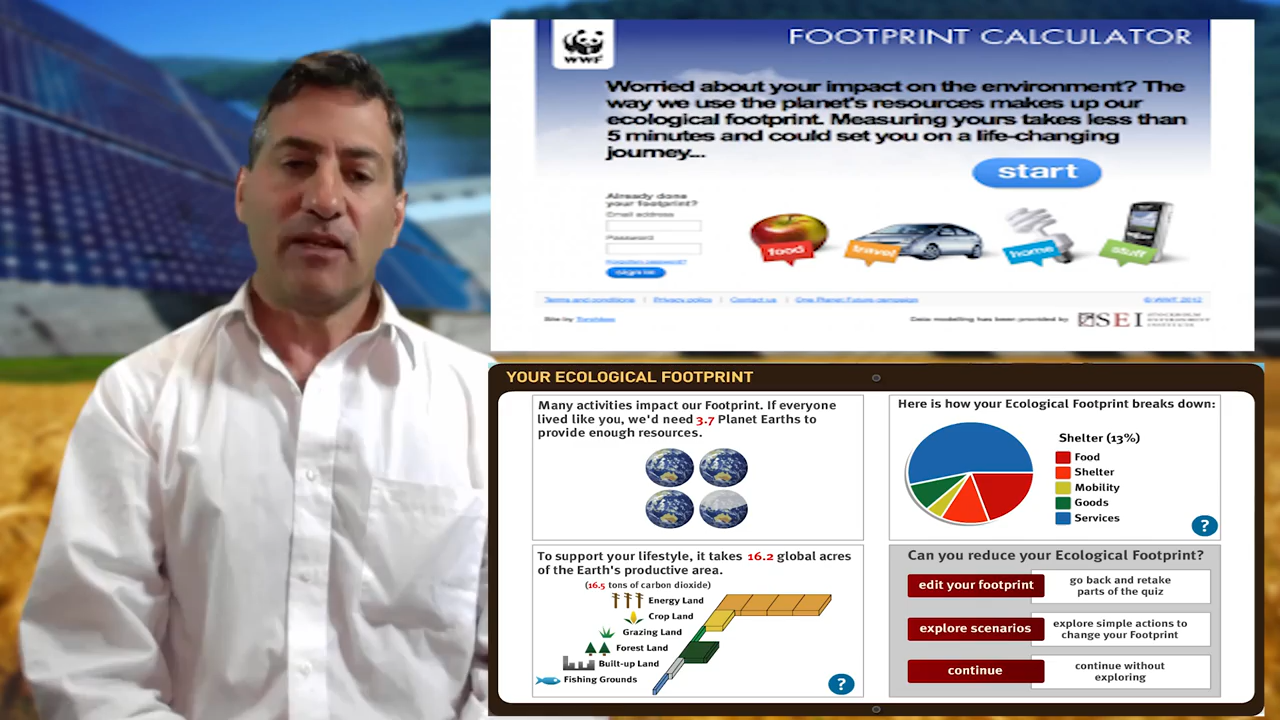 WWF
FOOTPRINT CALCULATOR
Worried about your impact on the environment? The
way we use the planet's resources makes up our
ecological footprint. Measuring yours takes less than
5 minutes and could set you on a life-changing
journey...
start
Already done
your footprint?
Email address
Password
Forgotten password?
sign in
food
travel
home
stuff
Terms and conditions | Privacy policy | Contact us | One Planet Future campaign
© WWF 2012
Site by
Data modelling has been provided by
SEI STOCKHOLM
ENVIRONMENT
INSTITUTE
YOUR ECOLOGICAL FOOTPRINT
Many activities impact our Footprint. If everyone
lived like you, we'd need 3.7 Planet Earths to
provide enough resources.
Here is how your Ecological Footprint breaks down:
Shelter (13%)
Food
Shelter
Mobility
Goods
Services
?
To support your lifestyle, it takes 16.2 global acres
of the Earth's productive area.
(16.5 tons of carbon dioxide)
Energy Land
Crop Land
Grazing Land
Forest Land
Built-up Land
Fishing Grounds
?
Can you reduce your Ecological Footprint?
edit your footprint
go back and retake
parts of the quiz
explore scenarios
explore simple actions to
change your Footprint
continue
continue without
exploring